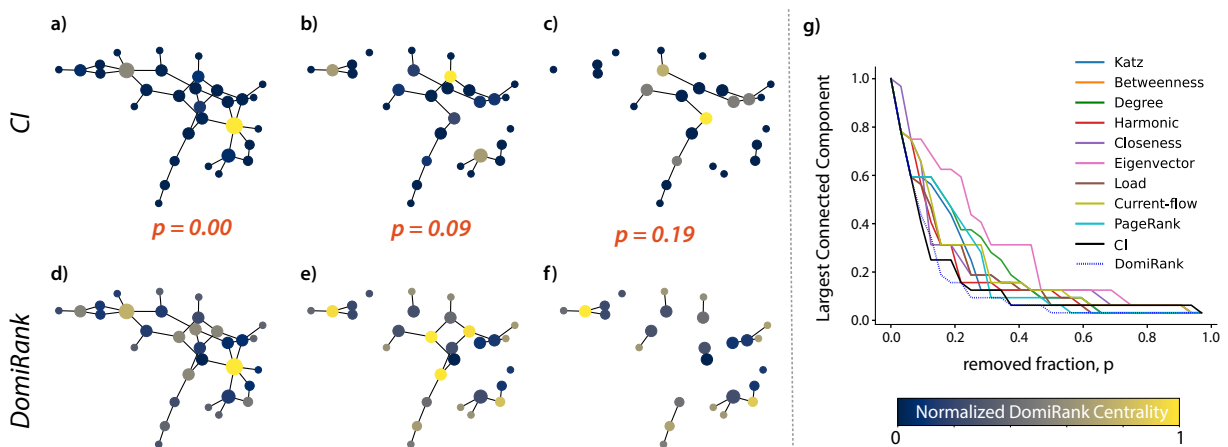 a)
b)
c)
g)
CI
p = 0.00
p = 0.09
p = 0.19
d)
e)
f)
DomiRank
Largest Connected Component
1.0
0.8
0.6
0.4
0.2
0.0
Katz
Betweenness
Degree
Harmonic
Closeness
Eigenvector
Load
Current-flow
PageRank
CI
DomiRank
0.0 0.2 0.4 0.6 0.8 1.0
removed fraction, p
Normalized DomiRank Centrality
0 1